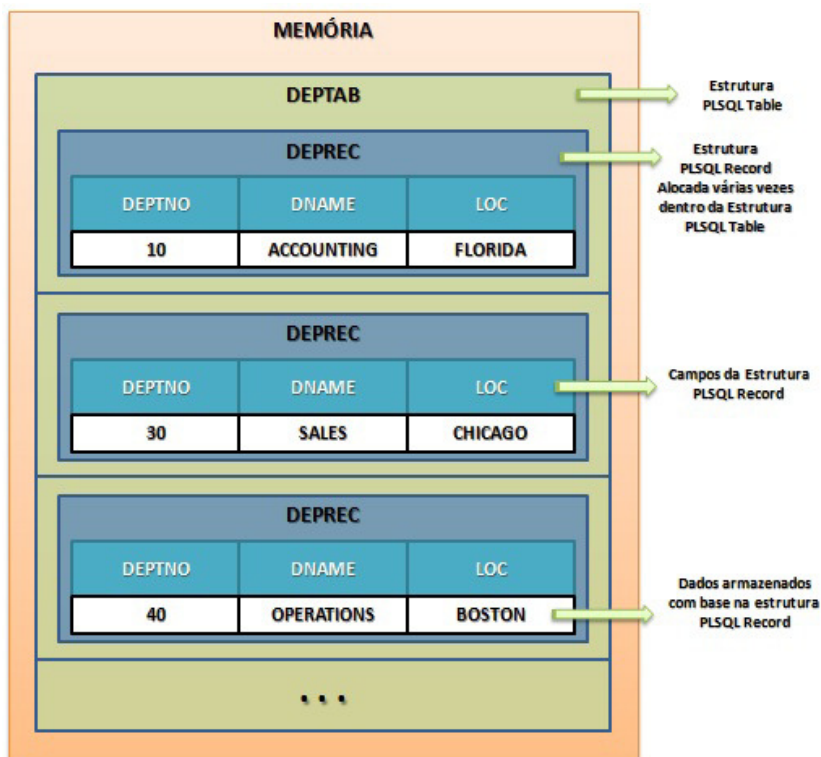 MEMÓRIA
DEPTAB
Estrutura
PLSQL Table
DEPREC
Estrutura
PLSQL Record
Alocada várias vezes
dentro da Estrutura
PLSQL Table
DEPTNO DNAME LOC
10 ACCOUNTING FLORIDA
DEPREC
DEPTNO DNAME LOC
Campos da Estrutura
PLSQL Record
30 SALES CHICAGO
DEPREC
DEPTNO DNAME LOC
40 OPERATIONS BOSTON
Dados armazenados
com base na estrutura
PLSQL Record
...